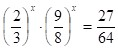 (2/3)^x · (9/8)^x = 27/64